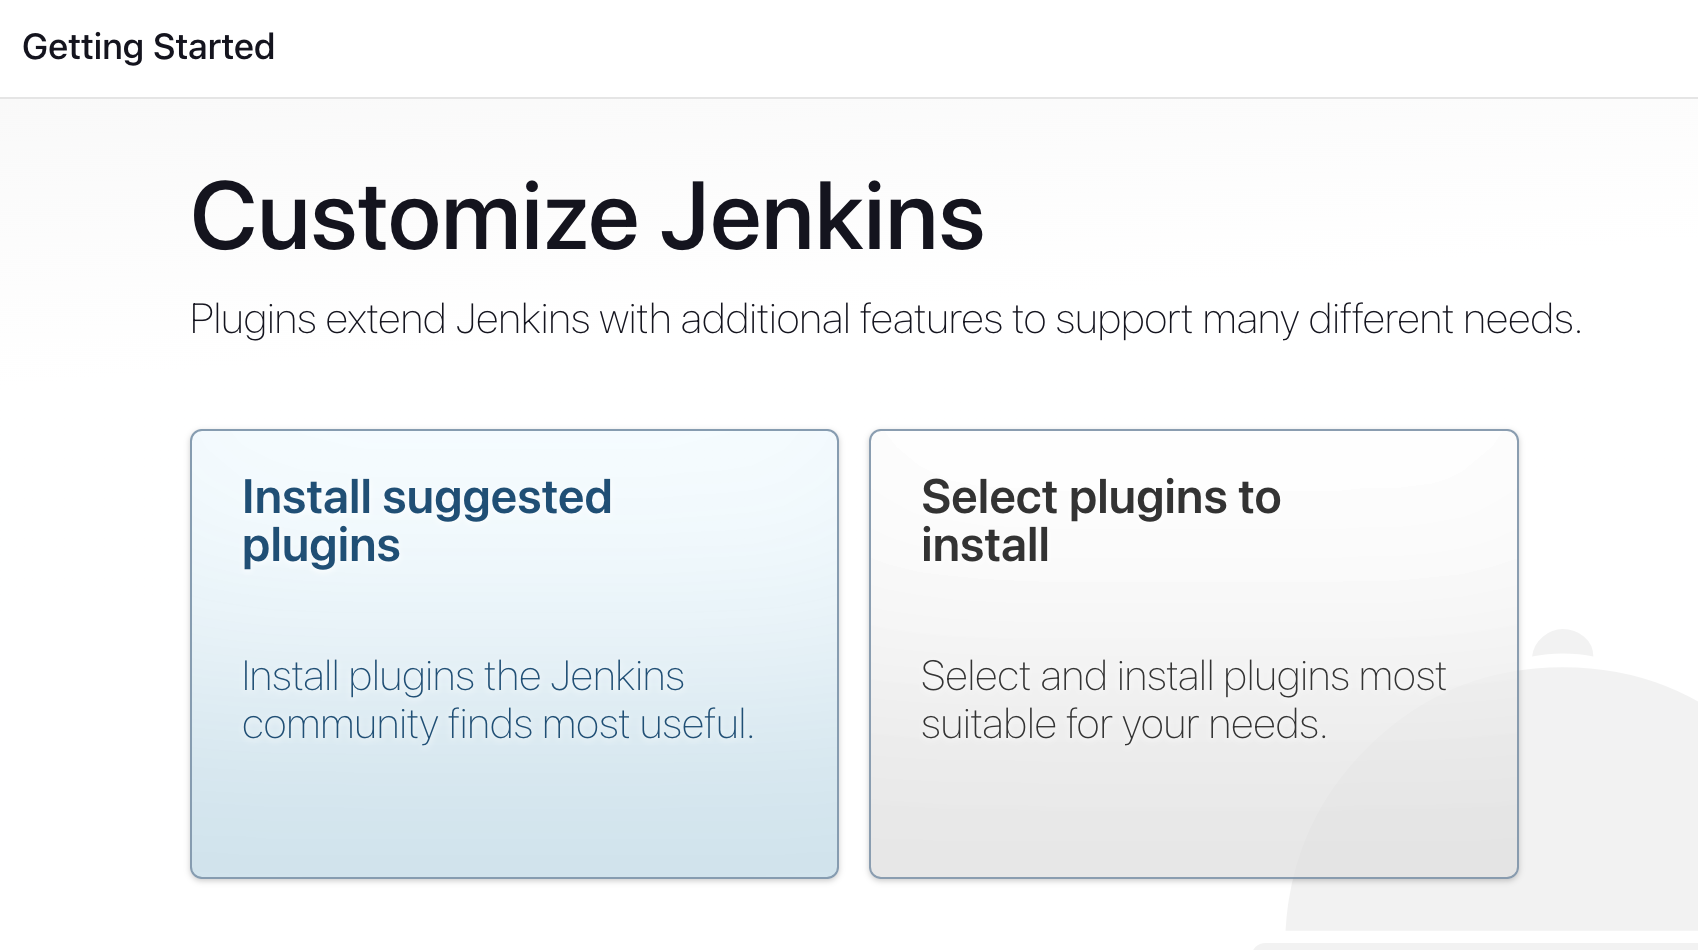 Getting Started
Customize Jenkins
Plugins extend Jenkins with additional features to support many different needs.
Install suggested
plugins
Install plugins the Jenkins
community finds most useful.
Select plugins to
install
Select and install plugins most
suitable for your needs.